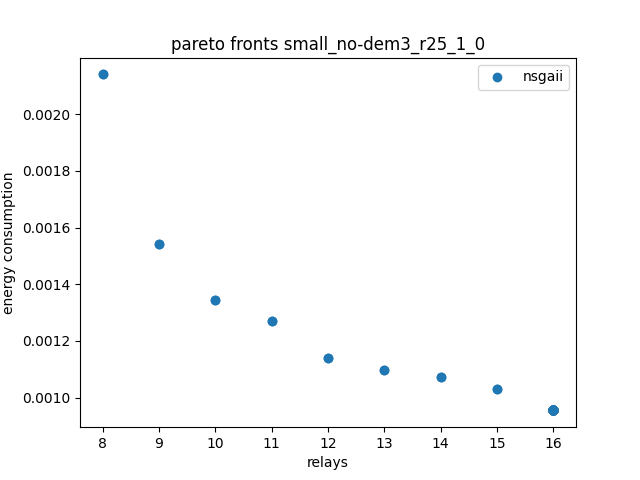 pareto fronts small_no-dem3_r25_1_0
nsgaii
0.0020
0.0018
0.0016
0.0014
0.0012
0.0010
energy consumption
8 9 10 11 12 13 14 15 16
relays